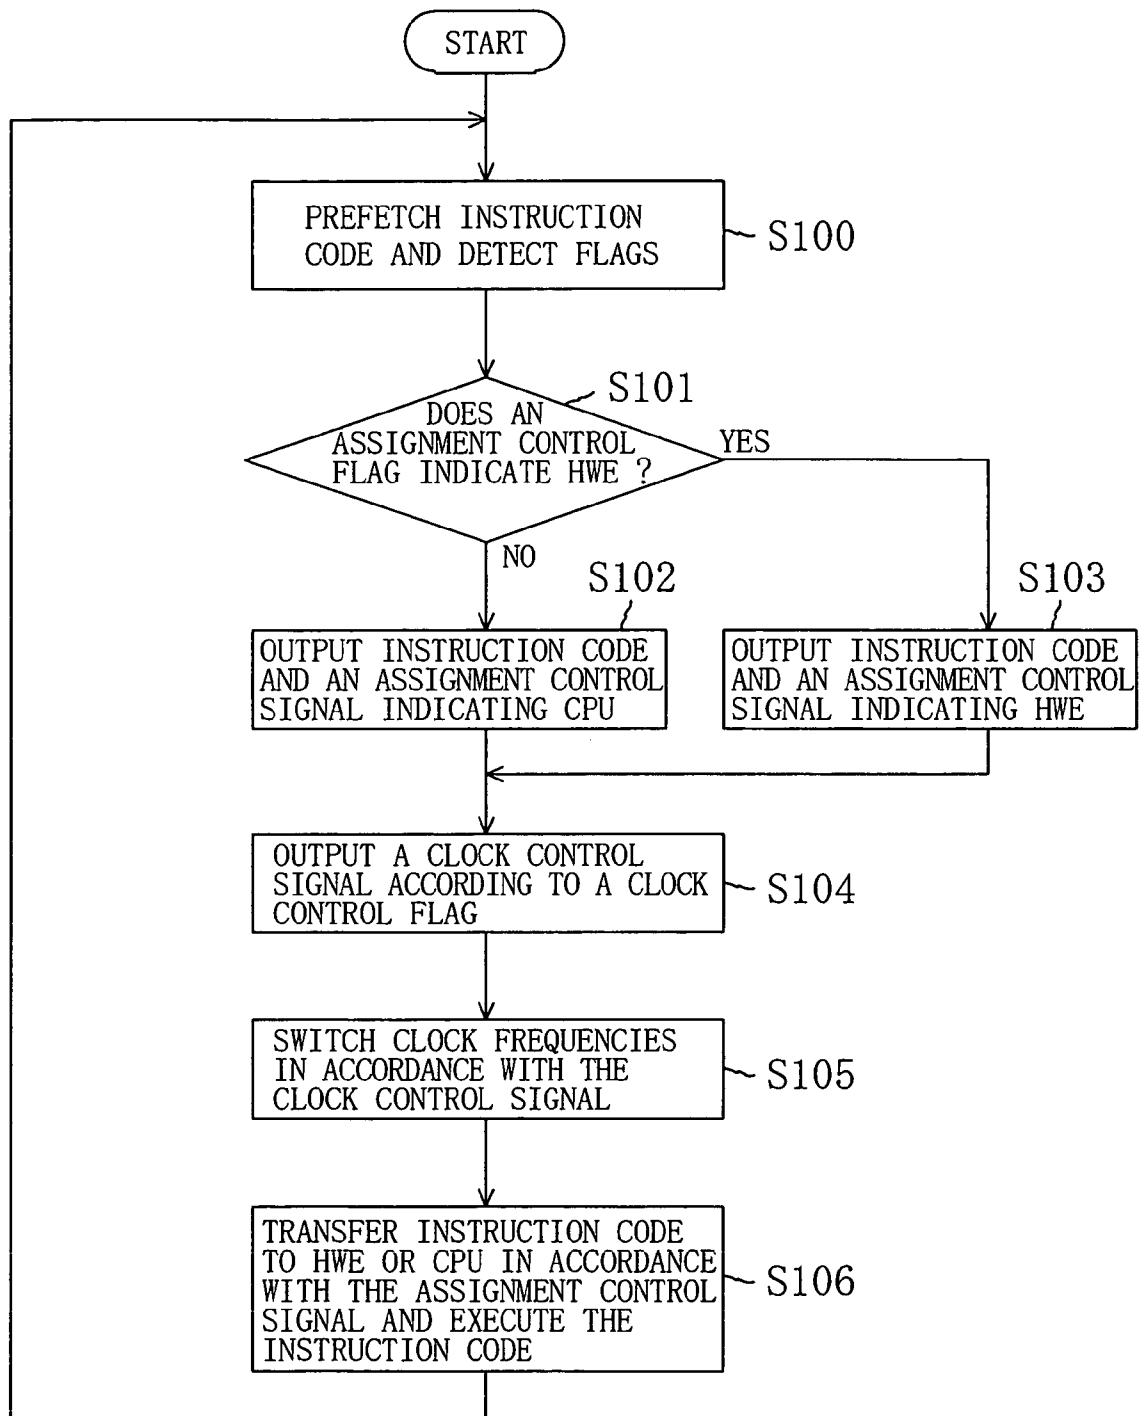 START
PREFETCH INSTRUCTION
CODE AND DETECT FLAGS
S100
S101
DOES AN
ASSIGNMENT CONTROL
FLAG INDICATE HWE ?
YES
NO
S102
OUTPUT INSTRUCTION CODE
AND AN ASSIGNMENT CONTROL
SIGNAL INDICATING CPU
S103
OUTPUT INSTRUCTION CODE
AND AN ASSIGNMENT CONTROL
SIGNAL INDICATING HWE
OUTPUT A CLOCK CONTROL
SIGNAL ACCORDING TO A CLOCK
CONTROL FLAG
S104
SWITCH CLOCK FREQUENCIES
IN ACCORDANCE WITH THE
CLOCK CONTROL SIGNAL
S105
TRANSFER INSTRUCTION CODE
TO HWE OR CPU IN ACCORDANCE
WITH THE ASSIGNMENT CONTROL
SIGNAL AND EXECUTE THE
INSTRUCTION CODE
S106